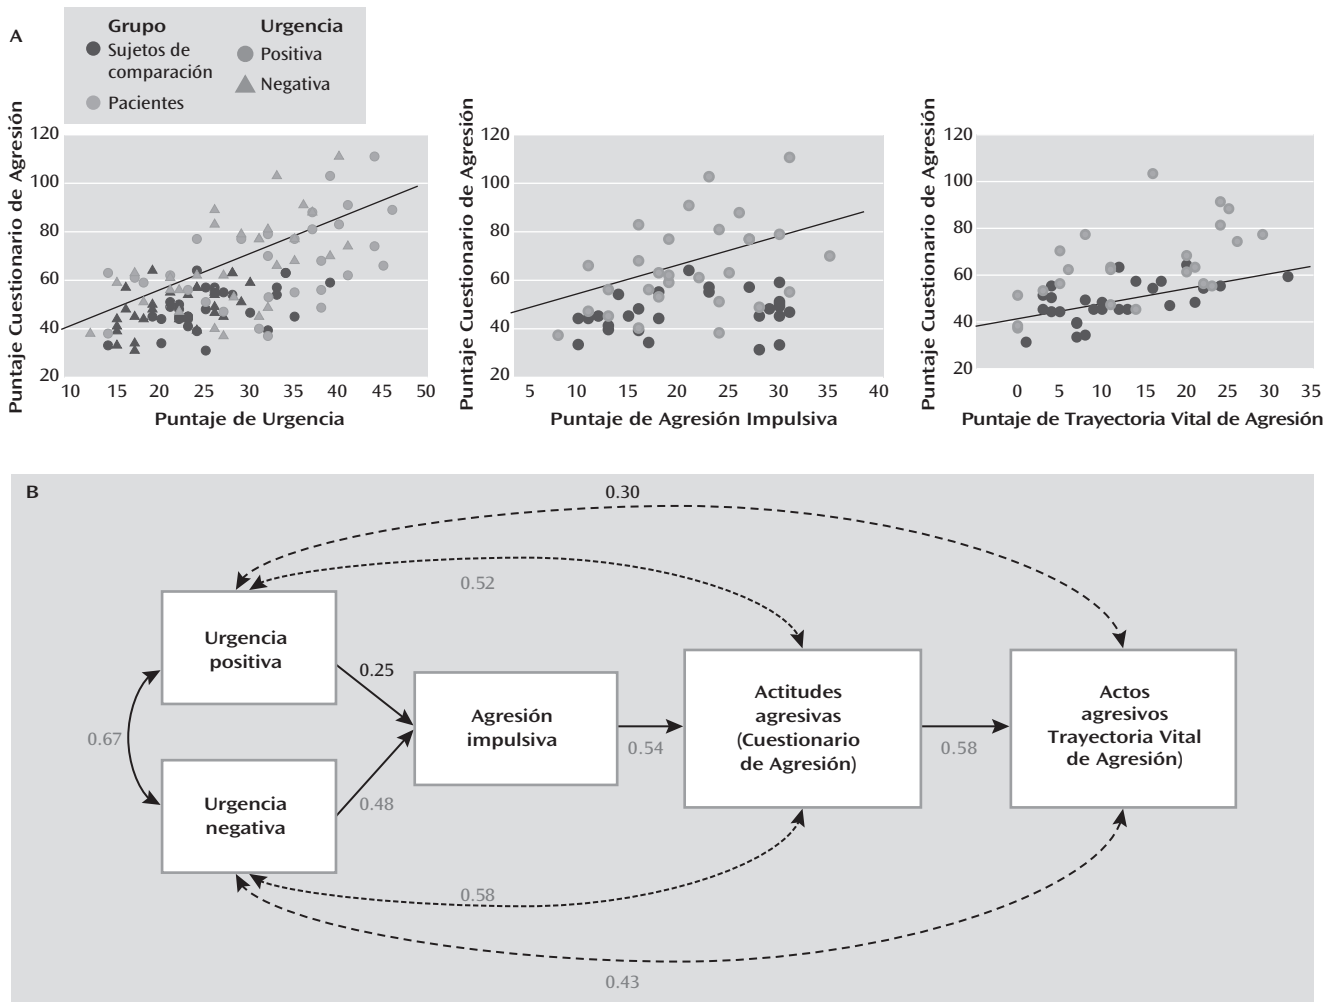 A
Grupo
Sujetos de
comparación
Pacientes
Urgencia
Positiva
Negativa
Puntaje Cuestionario de Agresión
120
100
80
60
40
20
10 15 20 25 30 35 40 45 50
Puntaje de Urgencia
Puntaje Cuestionario de Agresión
120
100
80
60
40
20
5 10 15 20 25 30 35 40
Puntaje de Agresión Impulsiva
Puntaje Cuestionario de Agresión
120
100
80
60
40
20
0 5 10 15 20 25 30 35
Puntaje de Trayectoria Vital de Agresión
B
0.30
0.52
Urgencia
positiva
0.25
0.67
Agresión
impulsiva
0.54
Actitudes
agresivas
(Cuestionario
de Agresión)
0.58
Actos
agresivos
Trayectoria Vital
de Agresión)
Urgencia
negativa
0.48
0.58
0.43